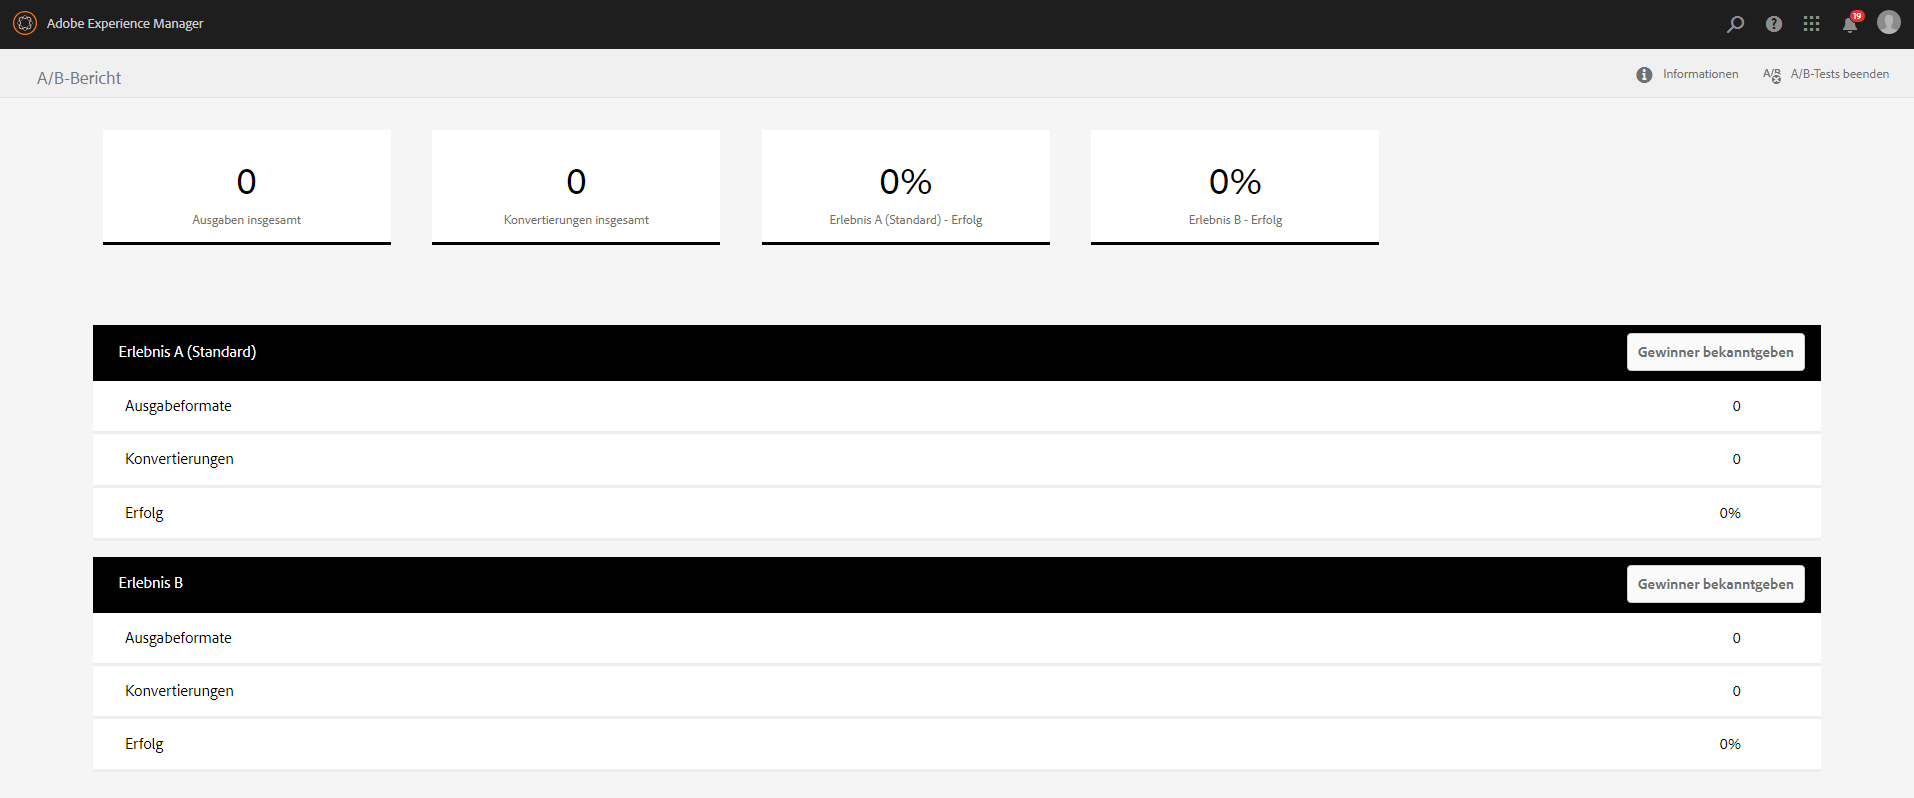 Adobe Experience Manager
19
A/B-Bericht
Informationen
A/B A/B-Tests beenden
0
Ausgaben insgesamt
0
Konvertierungen insgesamt
0%
Erlebnis A (Standard) - Erfolg
0%
Erlebnis B - Erfolg
Erlebnis A (Standard)
Gewinner bekanntgeben
Ausgabeformate 0
Konvertierungen 0
Erfolg 0%
Erlebnis B
Gewinner bekanntgeben
Ausgabeformate 0
Konvertierungen 0
Erfolg 0%